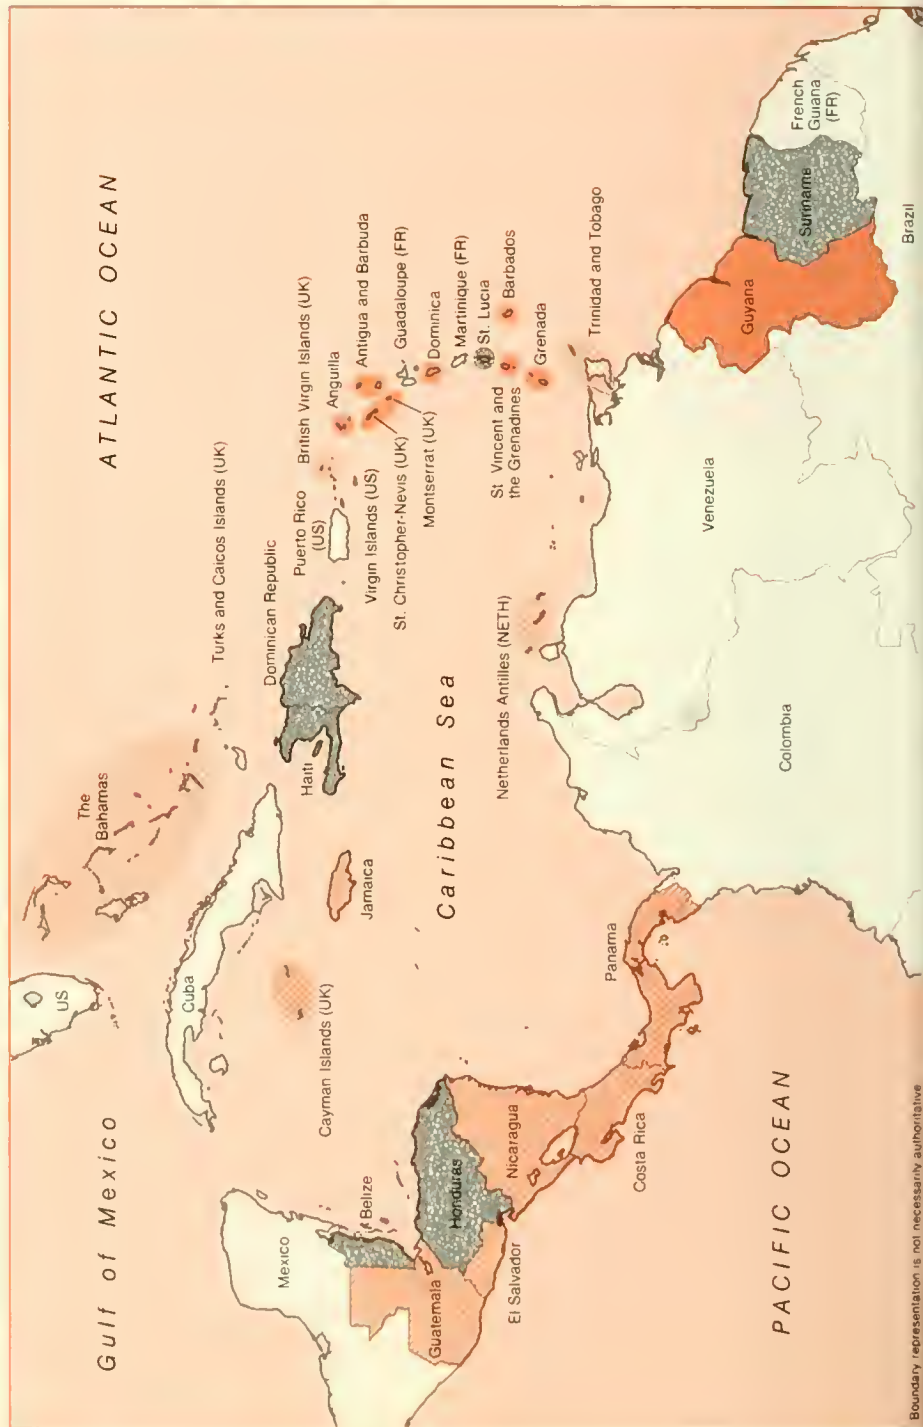 Gulf of Mexico
ATLANTIC OCEAN
US
The
Bahamas
Turks and Caicos Islands (UK)
Cuba
Cayman Islands (UK)
Mexico
Belize
Jamaica
Haiti
Dominican Republic
Puerto Rico
(US)
British Virgin Islands (UK)
Virgin Islands (US)
Anguilla
St. Christopher-Nevis (UK)
Antigua and Barbuda
Montserrat (UK)
Guadaloupe (FR)
Dominica
Martinique (FR)
St. Lucia
Barbados
St Vincent and
the Grenadines
Grenada
Trinidad and Tobago
Caribbean Sea
Netherlands Antilles (NETH)
Guatemala
Honduras
El Salvador
Nicaragua
Costa Rica
Panama
Colombia
Venezuela
Guyana
Suriname
French
Guiana
(FR)
Brazil
PACIFIC OCEAN
Boundary representation is not necessarily authoritative